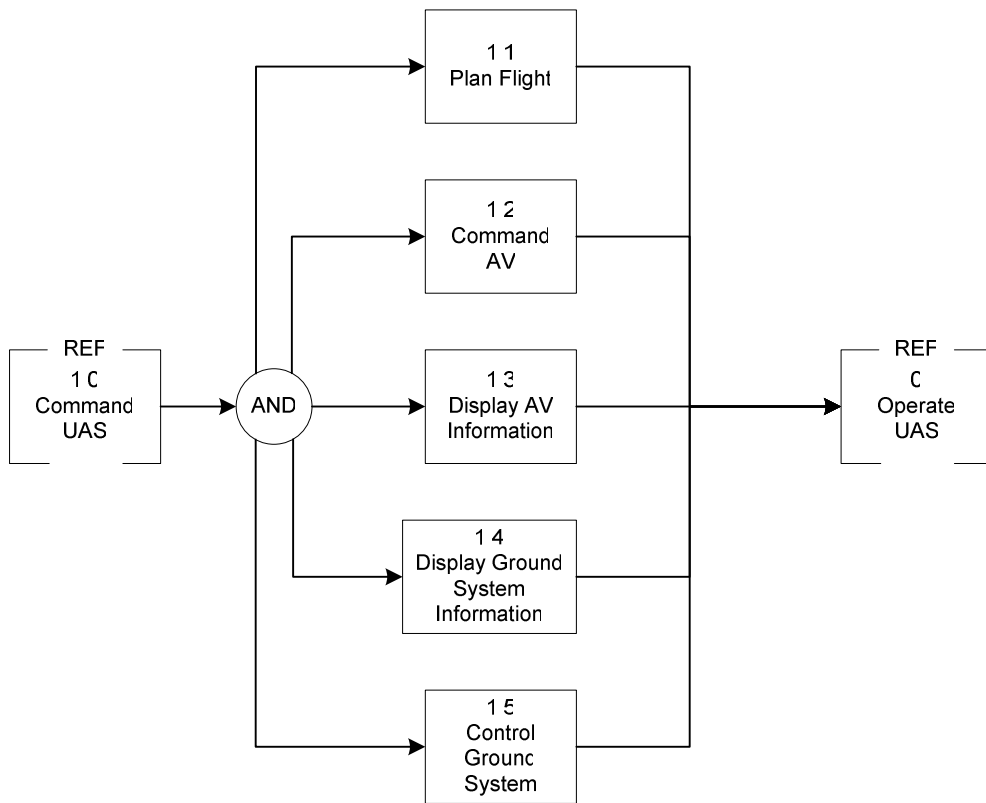 REF
1 0
Command
UAS
AND
1 1
Plan Flight
1 2
Command
AV
1 3
Display AV
Information
1 4
Display Ground
System
Information
1 5
Control
Ground
System
REF
0
Operate
UAS